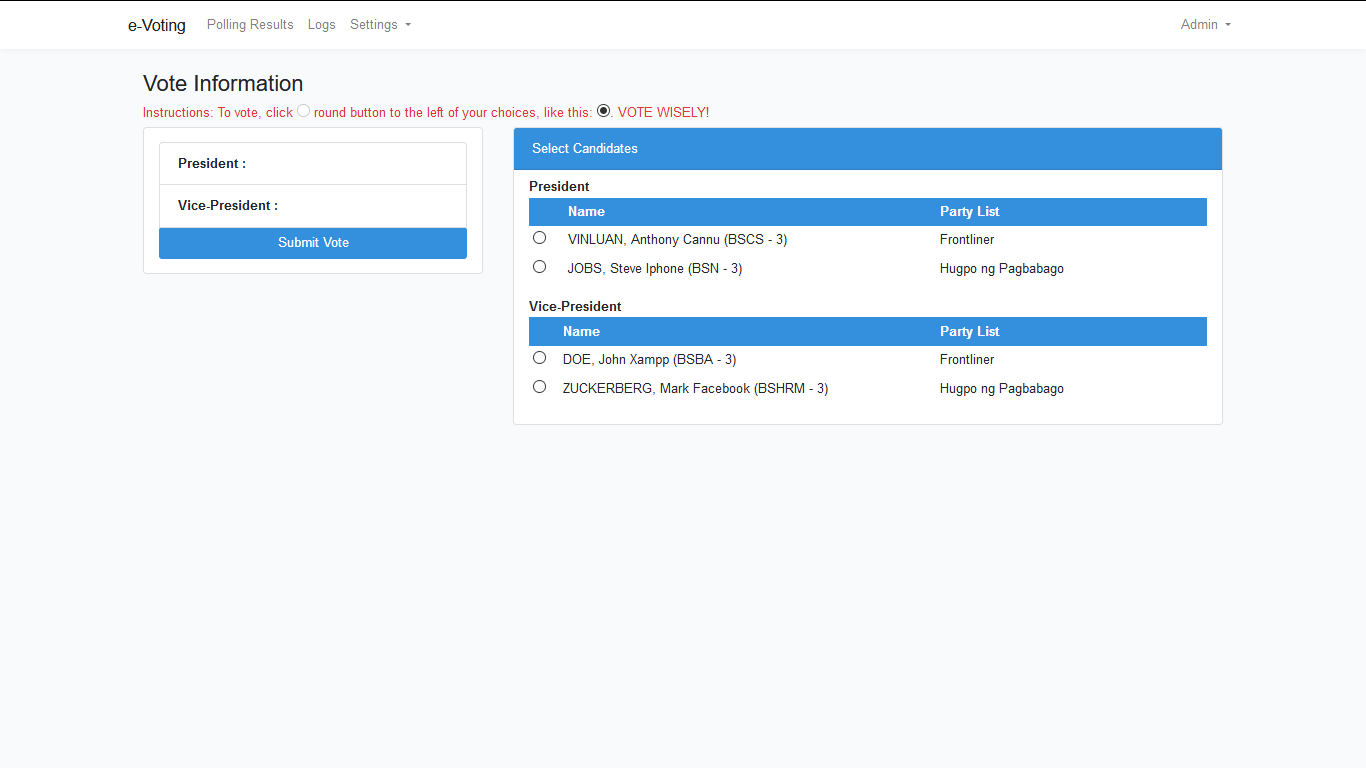 e-Voting Polling Results Logs Settings Admin
Vote Information
Instructions: To vote, click round button to the left of your choices, like this: . VOTE WISELY!
President :
Vice-President :
Submit Vote
Select Candidates
President
Name Party List
VINLUAN, Anthony Cannu (BSCS - 3) Frontliner
JOBS, Steve Iphone (BSN - 3) Hugpo ng Pagbabago
Vice-President
Name Party List
DOE, John Xampp (BSBA - 3) Frontliner
ZUCKERBERG, Mark Facebook (BSHRM - 3) Hugpo ng Pagbabago